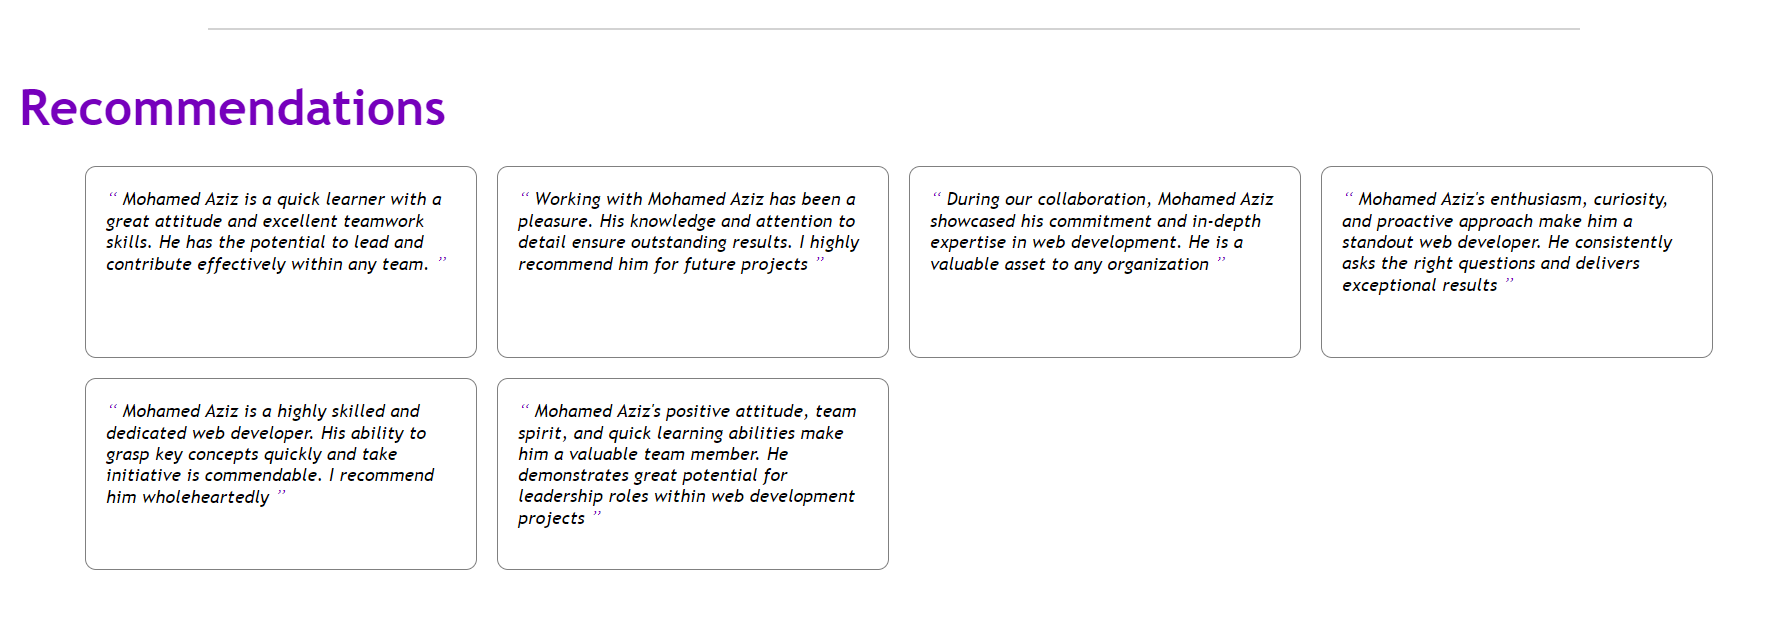 Recommendations
“ Mohamed Aziz is a quick learner with a
great attitude and excellent teamwork
skills. He has the potential to lead and
contribute effectively within any team. ”
“ Working with Mohamed Aziz has been a
pleasure. His knowledge and attention to
detail ensure outstanding results. I highly
recommend him for future projects ”
“ During our collaboration, Mohamed Aziz
showcased his commitment and in-depth
expertise in web development. He is a
valuable asset to any organization ”
“ Mohamed Aziz's enthusiasm, curiosity,
and proactive approach make him a
standout web developer. He consistently
asks the right questions and delivers
exceptional results ”
“ Mohamed Aziz is a highly skilled and
dedicated web developer. His ability to
grasp key concepts quickly and take
initiative is commendable. I recommend
him wholeheartedly ”
“ Mohamed Aziz's positive attitude, team
spirit, and quick learning abilities make
him a valuable team member. He
demonstrates great potential for
leadership roles within web development
projects ”